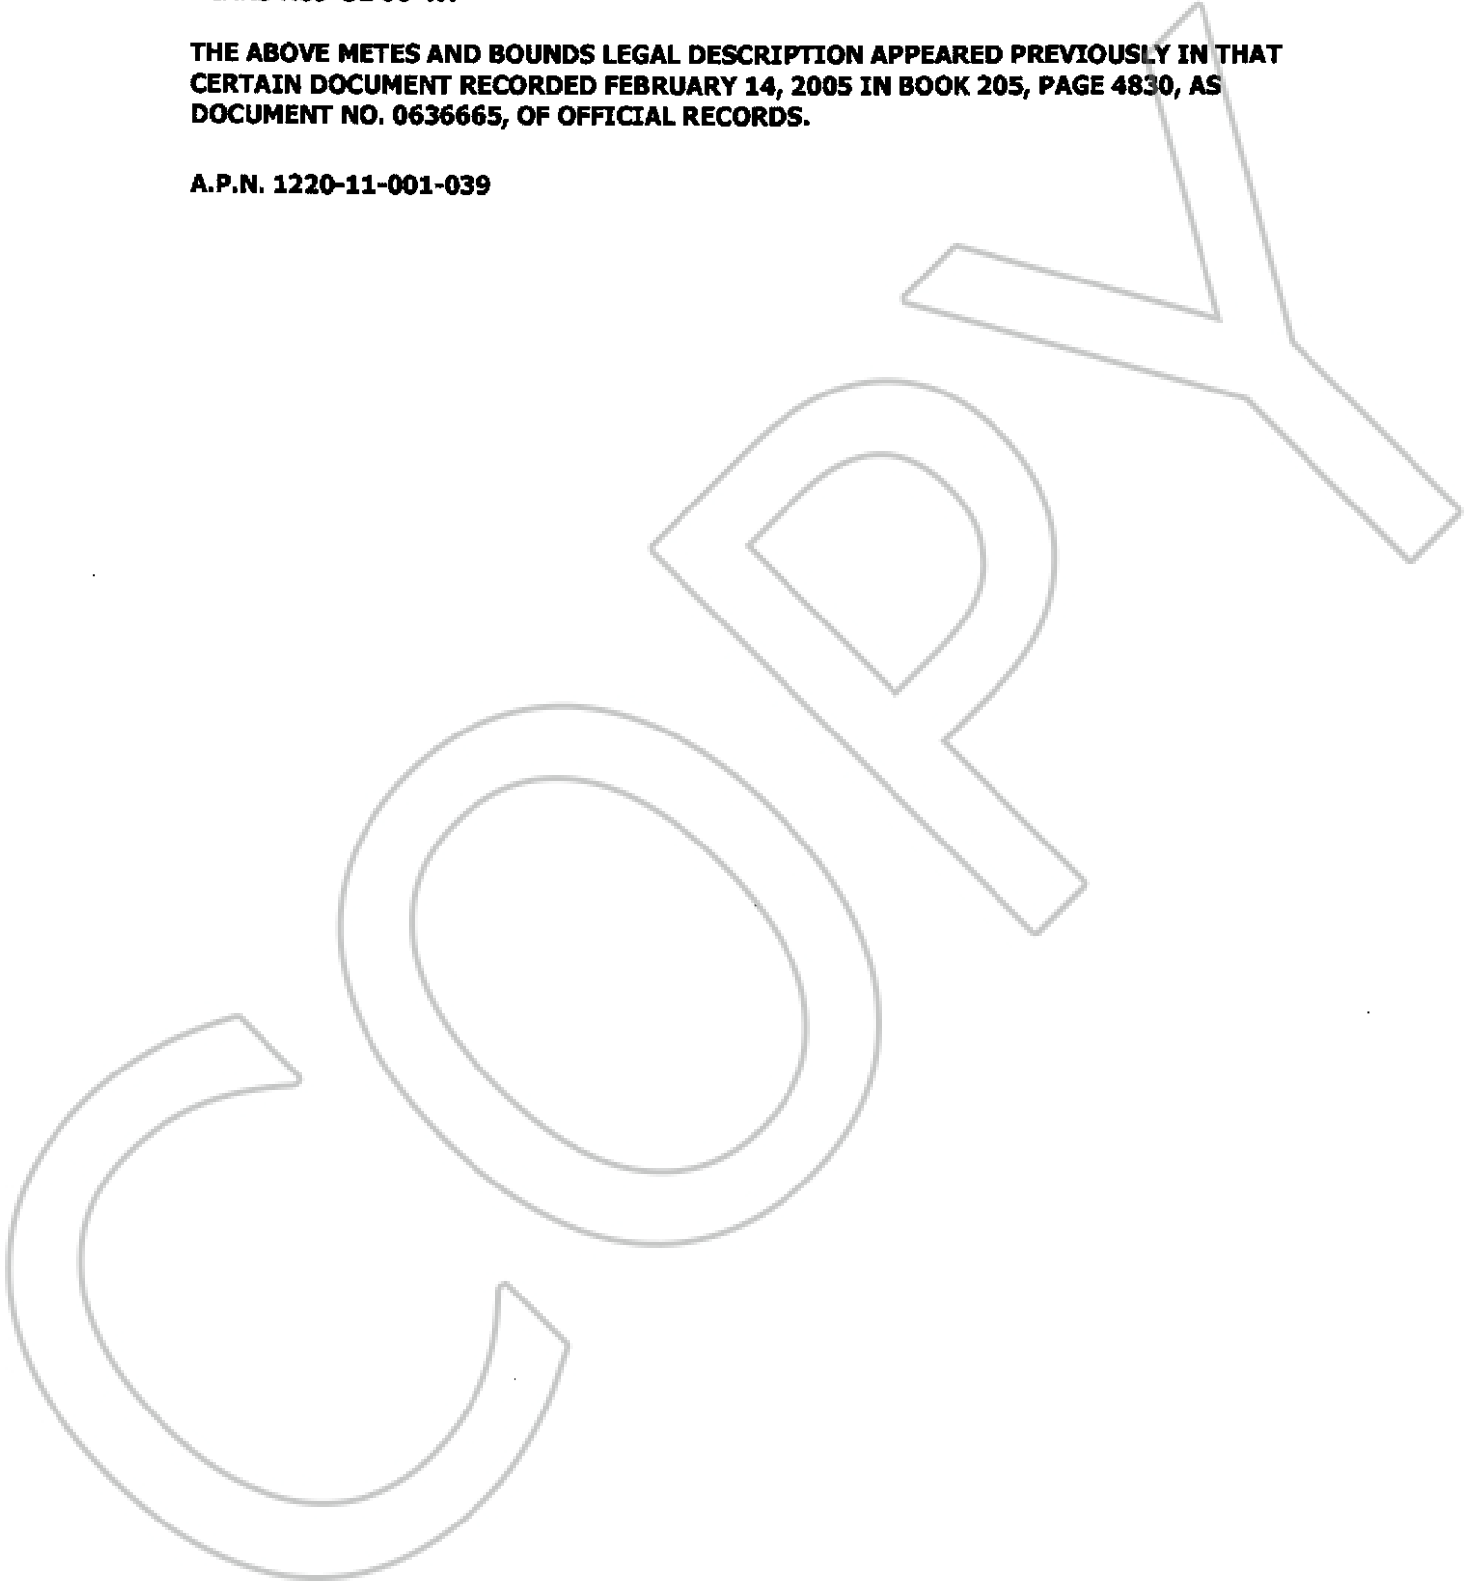 THE ABOVE METES AND BOUNDS LEGAL DESCRIPTION APPEARED PREVIOUSLY IN THAT
CERTAIN DOCUMENT RECORDED FEBRUARY 14, 2005 IN BOOK 205, PAGE 4830, AS
DOCUMENT NO. 0636665, OF OFFICIAL RECORDS.
A.P.N. 1220-11-001-039
COPY